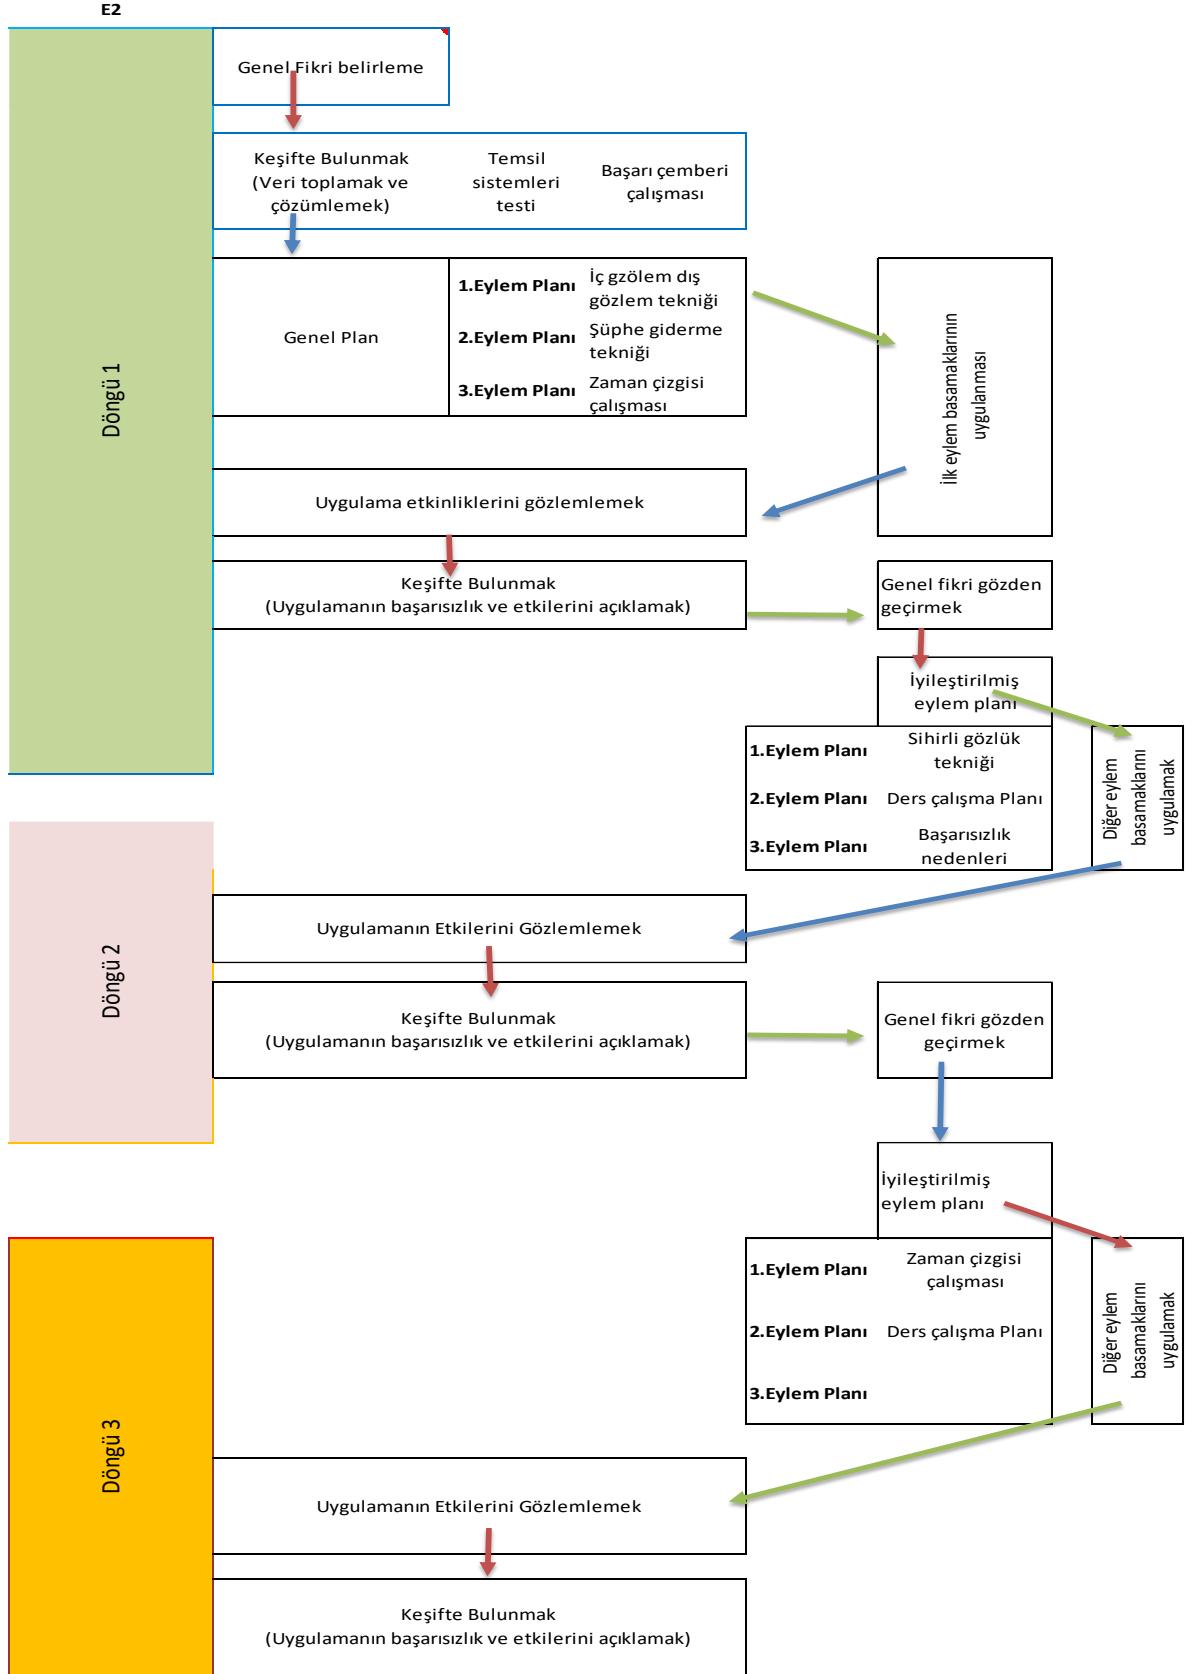 E2
Döngü 1
Genel Fikri belirleme
Keşifte Bulunmak
(Veri toplamak ve
çözümlemek)
Temsil
sistemleri
testi
Başarı çemberi
çalışması
Genel Plan
1.Eylem Planı
İç gzölem dış
gözlem tekniği
2.Eylem Planı
Şüphe giderme
tekniği
3.Eylem Planı
Zaman çizgisi
çalışması
İlk eylem basamaklarının
uygulanması
Uygulama etkinliklerini gözlemlemek
Keşifte Bulunmak
(Uygulamanın başarısızlık ve etkilerini açıklamak)
Genel fikri gözden
geçirmek
İyileştirilmiş
eylem planı
1.Eylem Planı
Sihirli gözlük
tekniği
2.Eylem Planı
Ders çalışma Planı
3.Eylem Planı
Başarısızlık
nedenleri
Diğer eylem
basamaklarını
uygulamak
Döngü 2
Uygulamanın Etkilerini Gözlemlemek
Keşifte Bulunmak
(Uygulamanın başarısızlık ve etkilerini açıklamak)
Genel fikri gözden
geçirmek
İyileştirilmiş
eylem planı
1.Eylem Planı
Zaman çizgisi
çalışması
2.Eylem Planı
Ders çalışma Planı
3.Eylem Planı
Diğer eylem
basamaklarını
uygulamak
Döngü 3
Uygulamanın Etkilerini Gözlemlemek
Keşifte Bulunmak
(Uygulamanın başarısızlık ve etkilerini açıklamak)